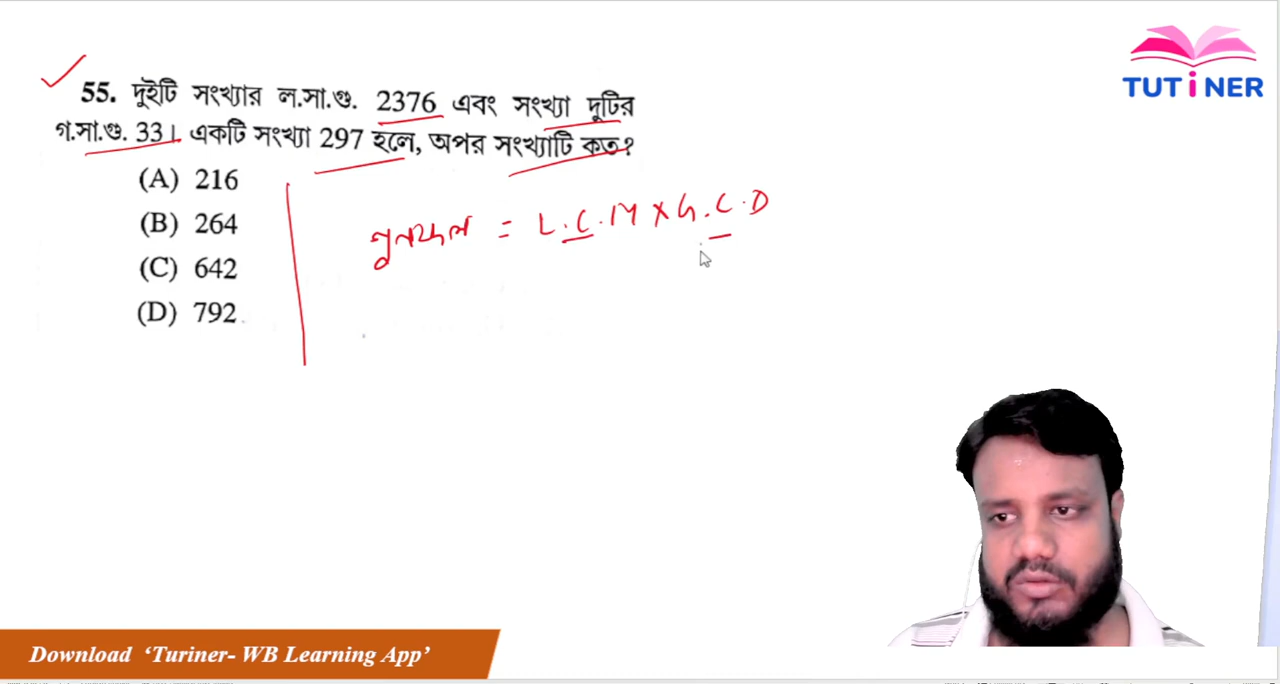 TUTiNER
55. দুইটি সংখ্যার ল.সা.গু. 2376 এবং সংখ্যা দুটির
গ.সা.গু. 33। একটি সংখ্যা 297 হলে, অপর সংখ্যাটি কত?
(A) 216
(B) 264
(C) 642
(D) 792
গুনফল = L.C.M X G.C.D
Download ‘Turiner- WB Learning App’